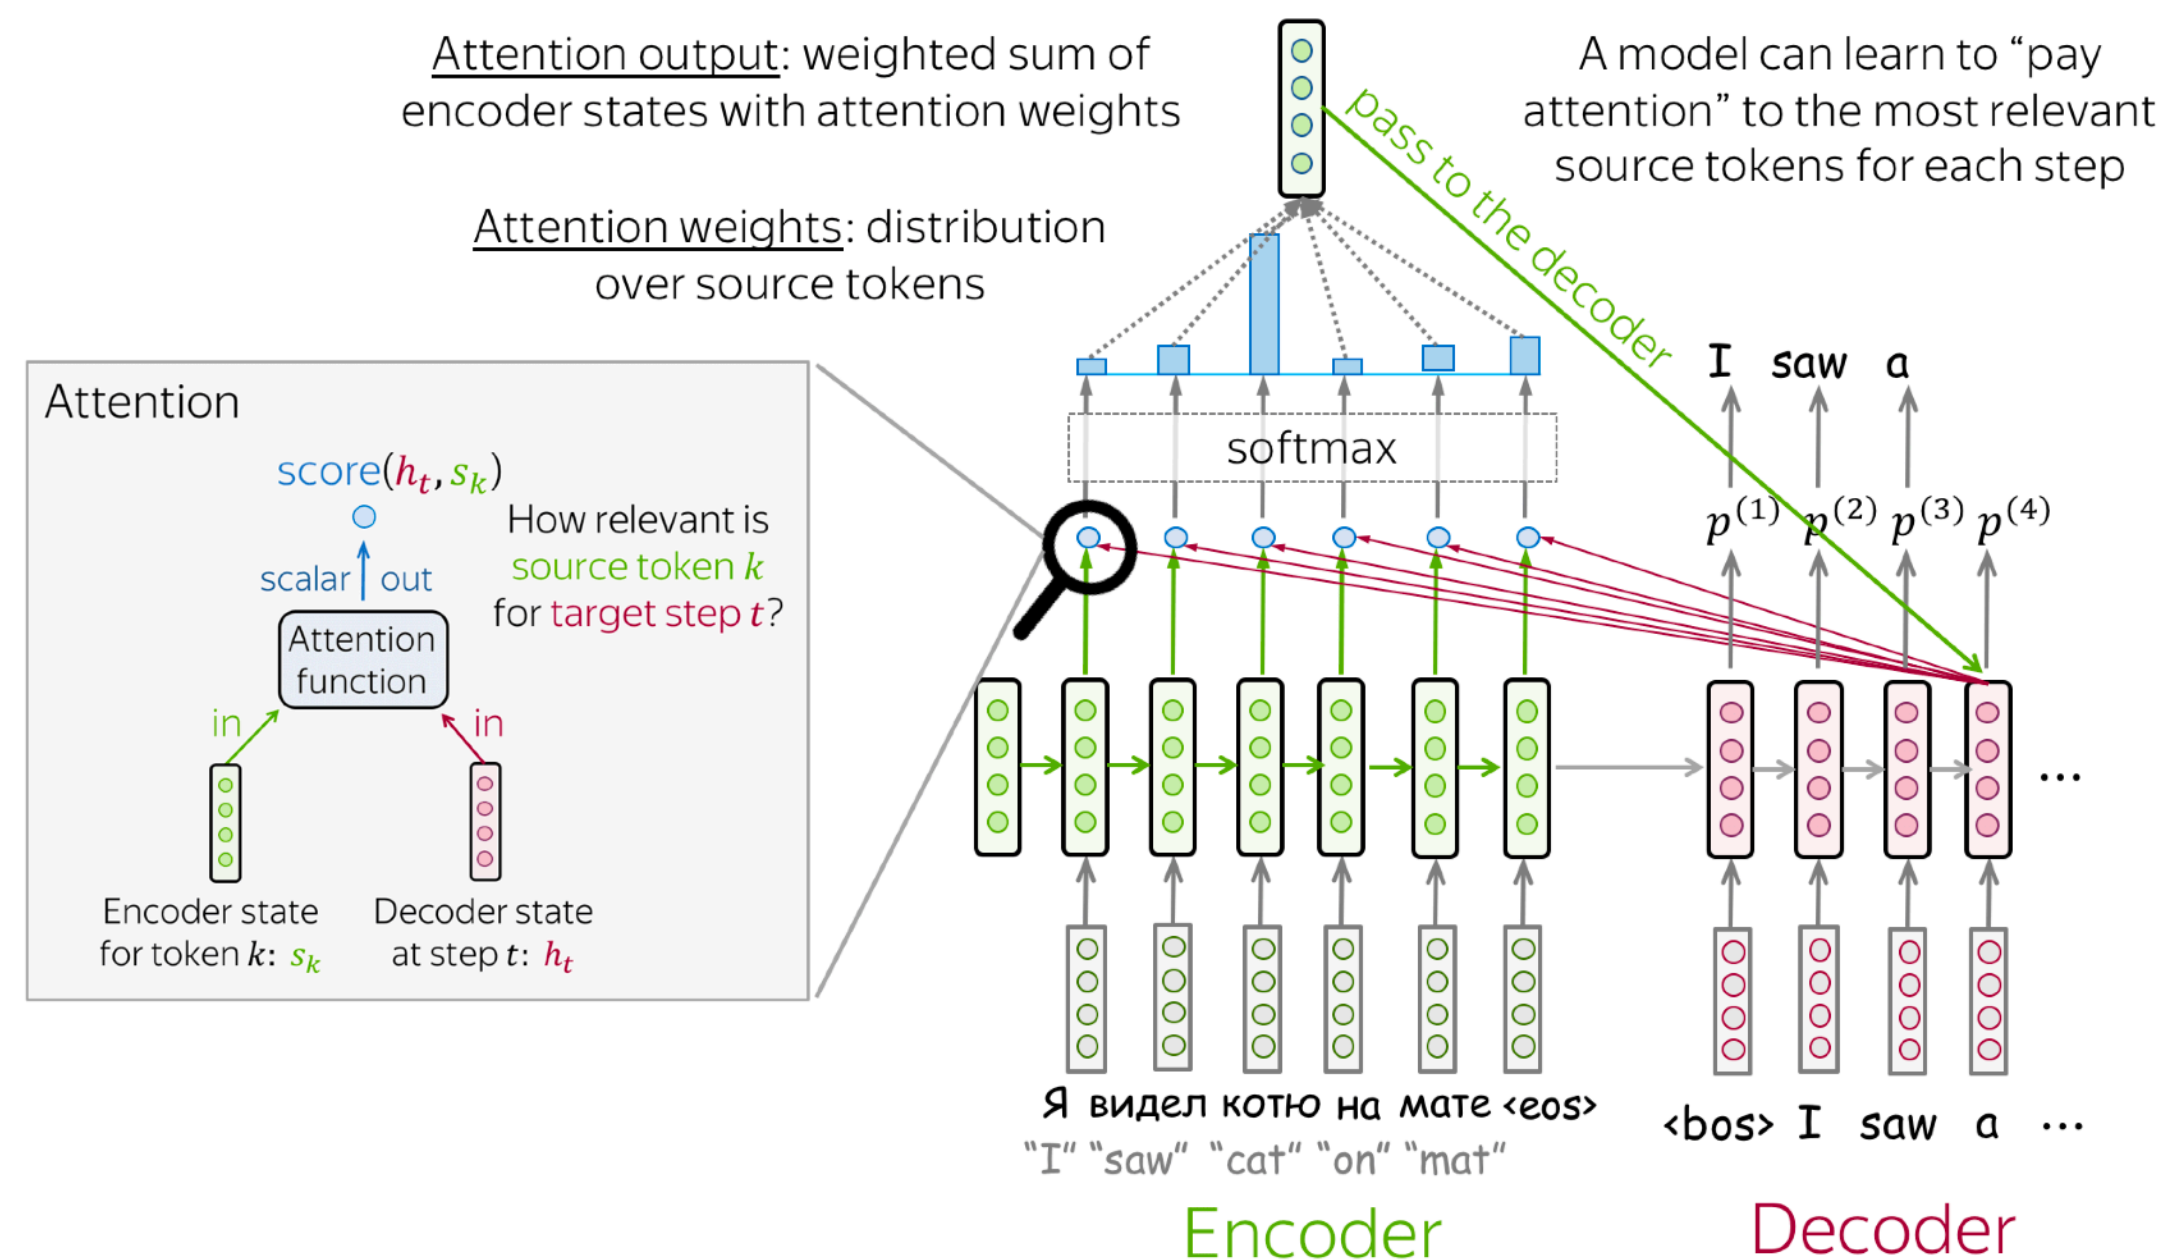 Attention output: weighted sum of
encoder states with attention weights
A model can learn to “pay
attention” to the most relevant
source tokens for each step
pass to the decoder
Attention weights: distribution
over source tokens
Attention
score(hₜ, sₖ)
How relevant is
source token k
for target step t?
scalar out
Attention
function
in in
Encoder state
for token k: sₖ
Decoder state
at step t: hₜ
softmax
I saw a
p⁽¹⁾ p⁽²⁾ p⁽³⁾ p⁽⁴⁾
...
Я видел котю на мате <eos>
“I” “saw” “cat” “on” “mat”
<bos> I saw a ...
Encoder
Decoder